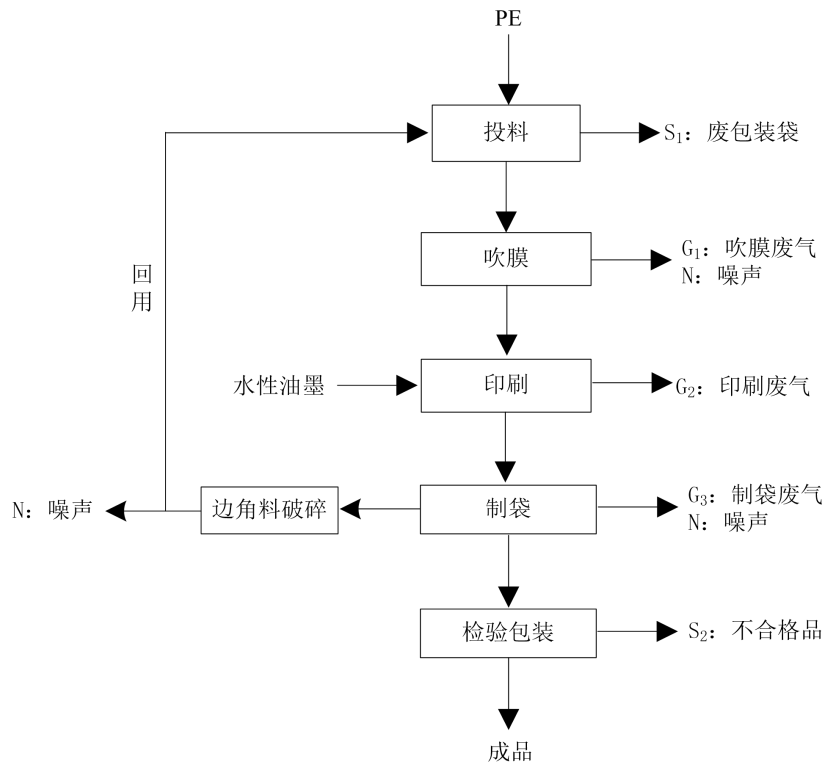 PE
投料
S₁：废包装袋
吹膜
G₁：吹膜废气
N：噪声
回
用
水性油墨
印刷
G₂：印刷废气
N：噪声
边角料破碎
制袋
G₃：制袋废气
N：噪声
检验包装
S₂：不合格品
成品